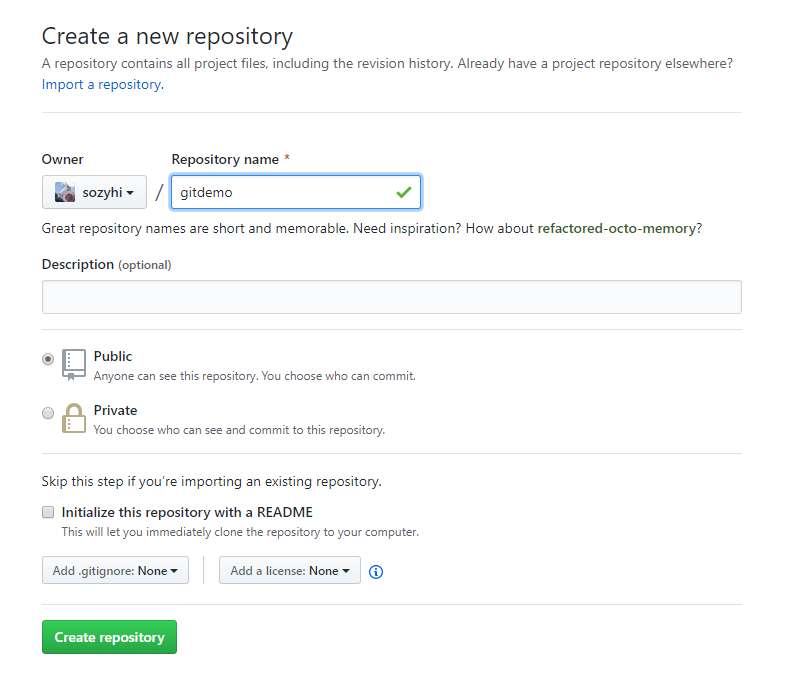 Create a new repository
A repository contains all project files, including the revision history. Already have a project repository elsewhere?
Import a repository.
Owner
Repository name *
sozyhi / gitdemo
Great repository names are short and memorable. Need inspiration? How about refactored-octo-memory?
Description (optional)
Public
Anyone can see this repository. You choose who can commit.
Private
You choose who can see and commit to this repository.
Skip this step if you’re importing an existing repository.
Initialize this repository with a README
This will let you immediately clone the repository to your computer.
Add .gitignore: None
Add a license: None
Create repository